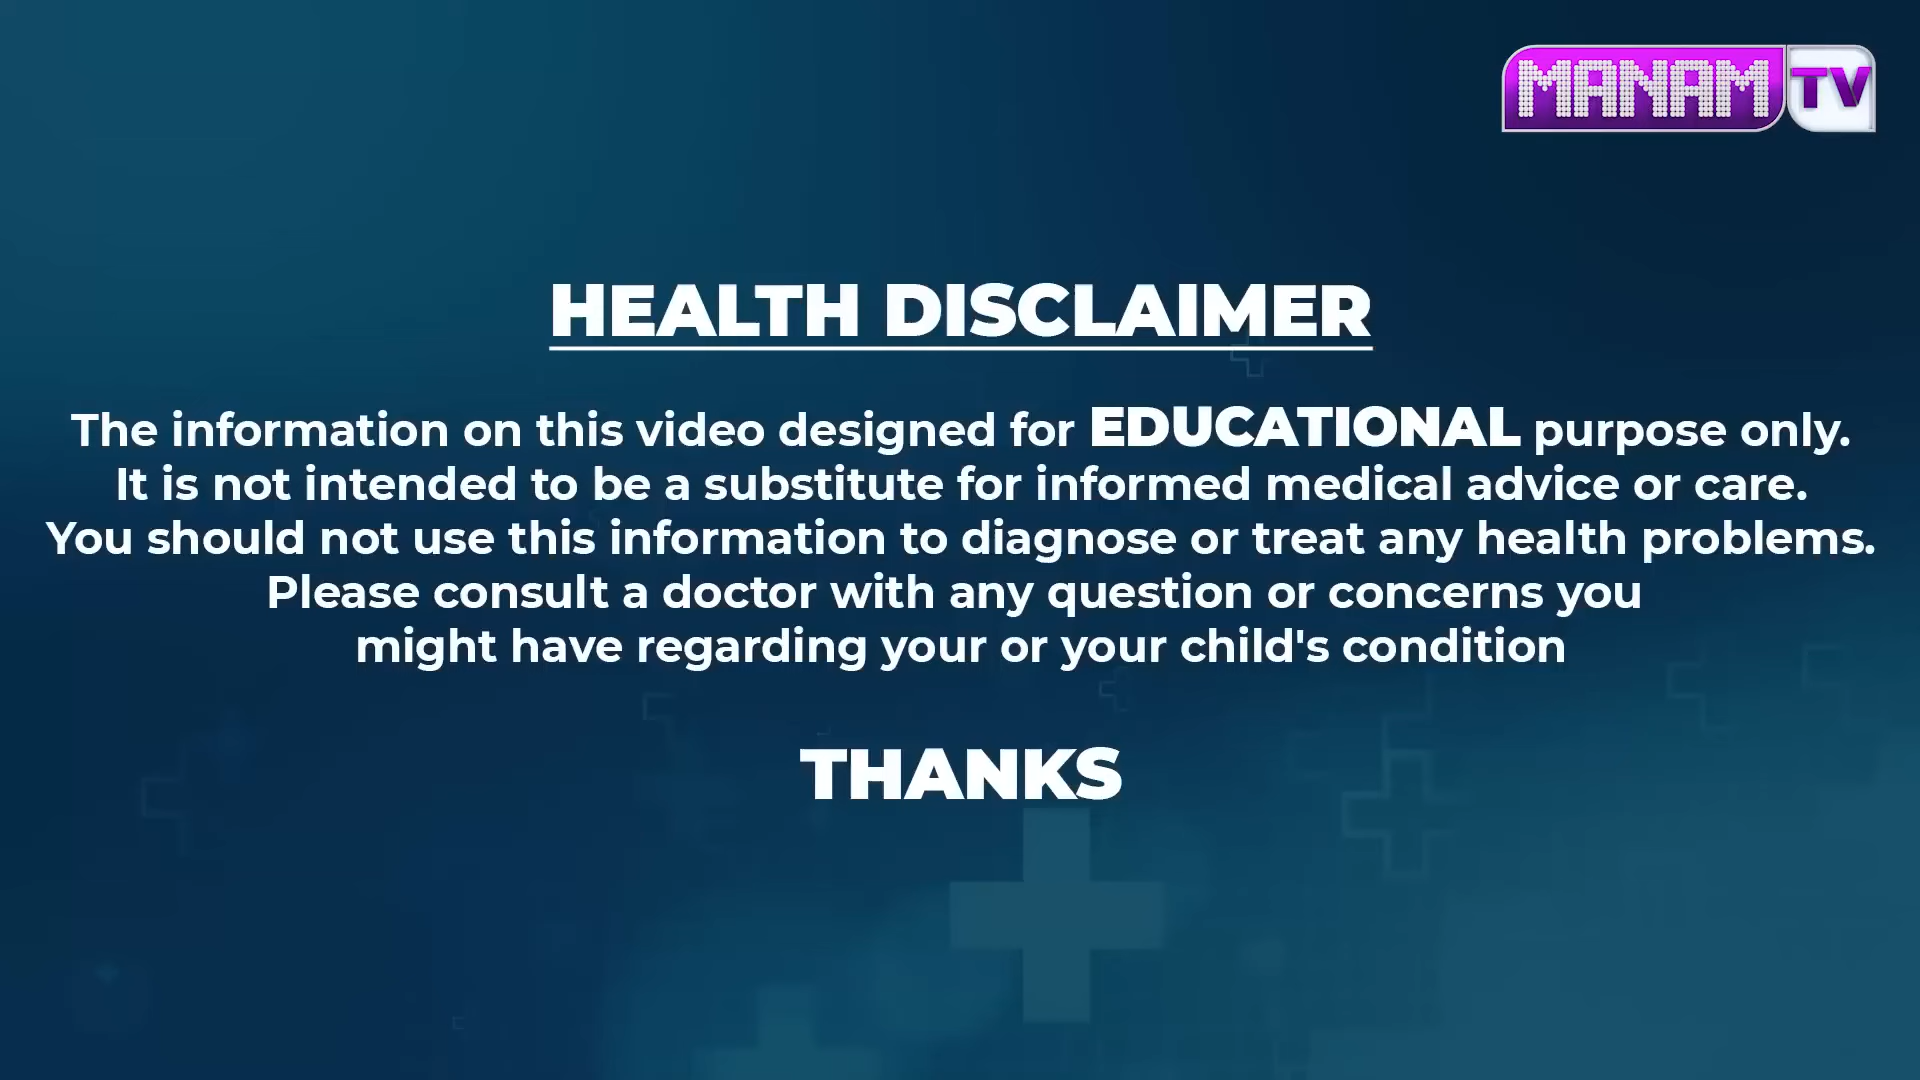 MANAM TV
HEALTH DISCLAIMER
The information on this video designed for EDUCATIONAL purpose only.
It is not intended to be a substitute for informed medical advice or care.
You should not use this information to diagnose or treat any health problems.
Please consult a doctor with any question or concerns you
might have regarding your or your child's condition
THANKS